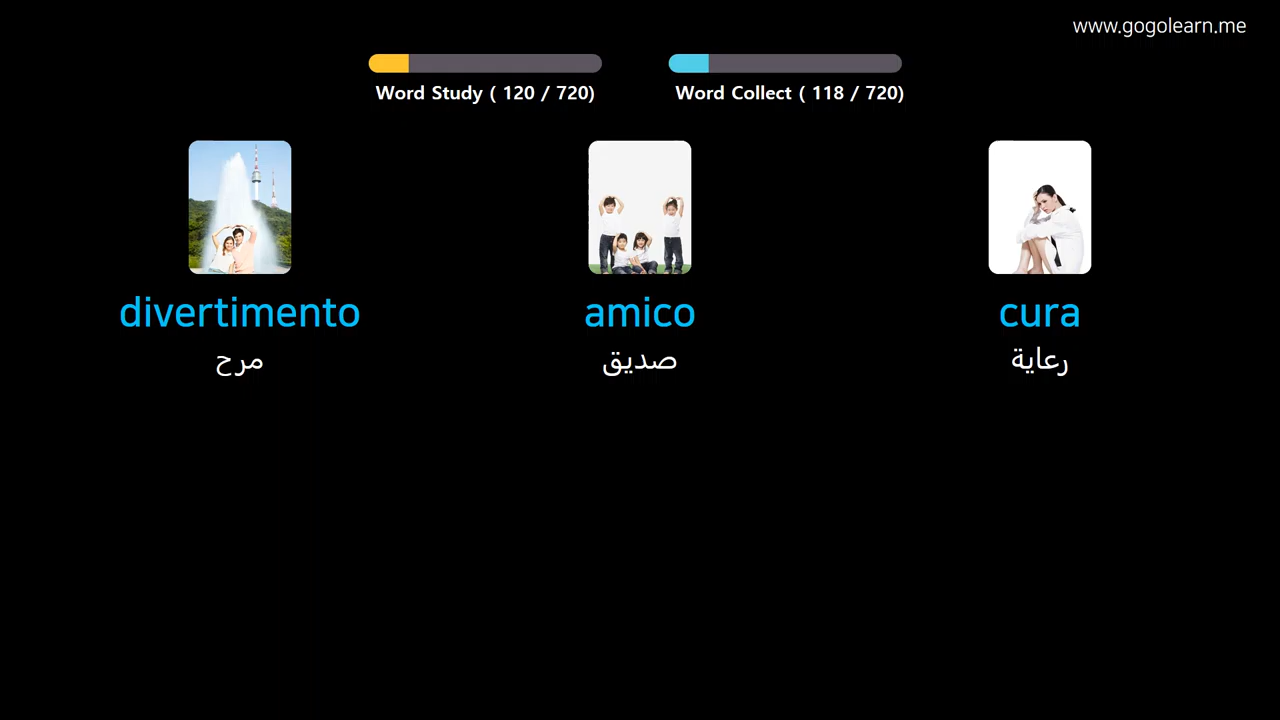 www.gogolearn.me
Word Study ( 120 / 720)
Word Collect ( 118 / 720)
divertimento
مرح
amico
صديق
cura
رعاية